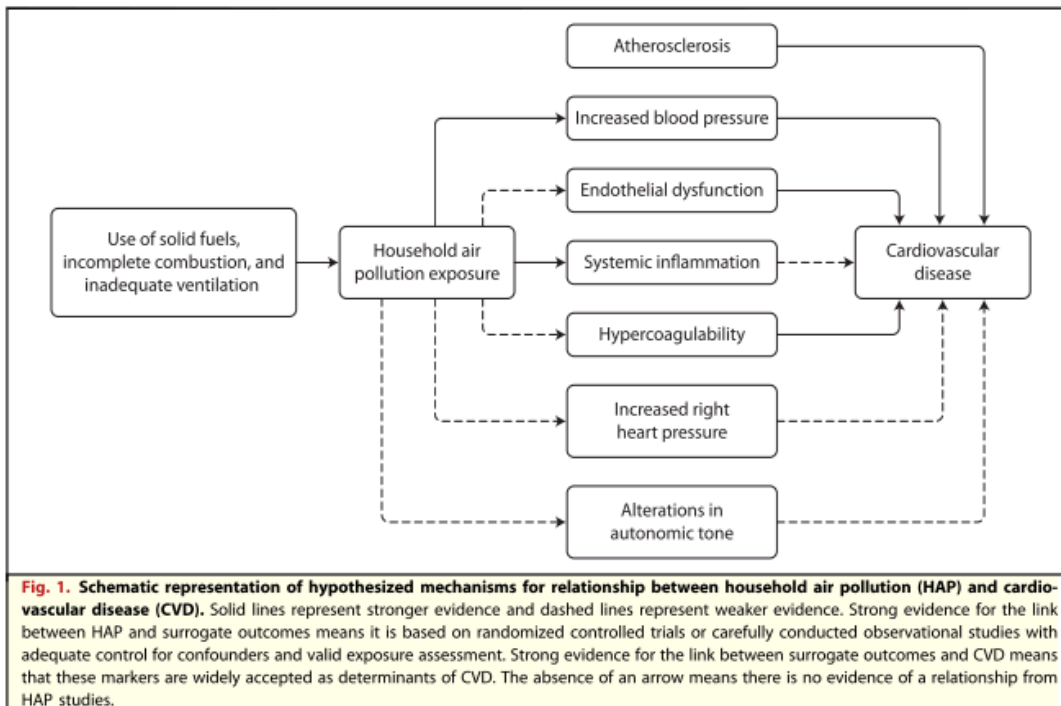 Atherosclerosis
Increased blood pressure
Endothelial dysfunction
Use of solid fuels,
incomplete combustion, and
inadequate ventilation
Household air
pollution exposure
Systemic inflammation
Cardiovascular
disease
Hypercoagulability
Increased right
heart pressure
Alterations in
autonomic tone
Fig. 1. Schematic representation of hypothesized mechanisms for relationship between household air pollution (HAP) and cardio-
vascular disease (CVD). Solid lines represent stronger evidence and dashed lines represent weaker evidence. Strong evidence for the link
between HAP and surrogate outcomes means it is based on randomized controlled trials or carefully conducted observational studies with
adequate control for confounders and valid exposure assessment. Strong evidence for the link between surrogate outcomes and CVD means
that these markers are widely accepted as determinants of CVD. The absence of an arrow means there is no evidence of a relationship from
HAP studies.